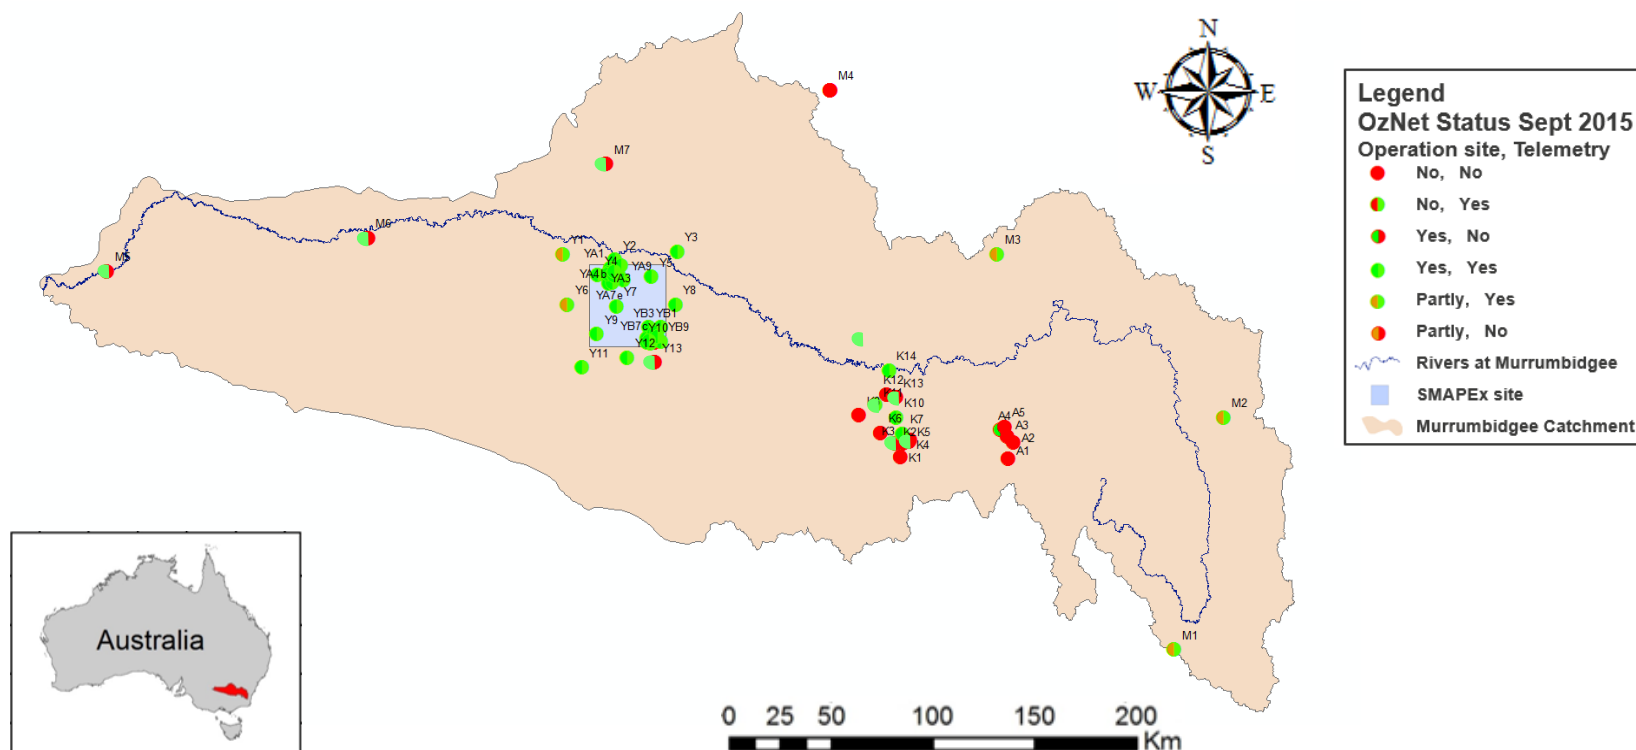 N
W E
S
M4
M7
M6
M5
Y1
Y2
Y3
YA1
Y4
YA9
Y5
YA4b
YA3
Y6
YA7e
Y7
Y8
Y9
YB3
YB1
YB7c
Y10
YB9
Y12
Y13
Y11
M3
K14
K12
K13
K10
K6
K7
K3
K2
K5
K4
K1
A4
A5
A3
A2
A1
M2
M1
Legend
OzNet Status Sept 2015
Operation site, Telemetry
No, No
No, Yes
Yes, No
Yes, Yes
Partly, Yes
Partly, No
Rivers at Murrumbidgee
SMAPEx site
Murrumbidgee Catchment
Australia
0 25 50 100 150 200
Km